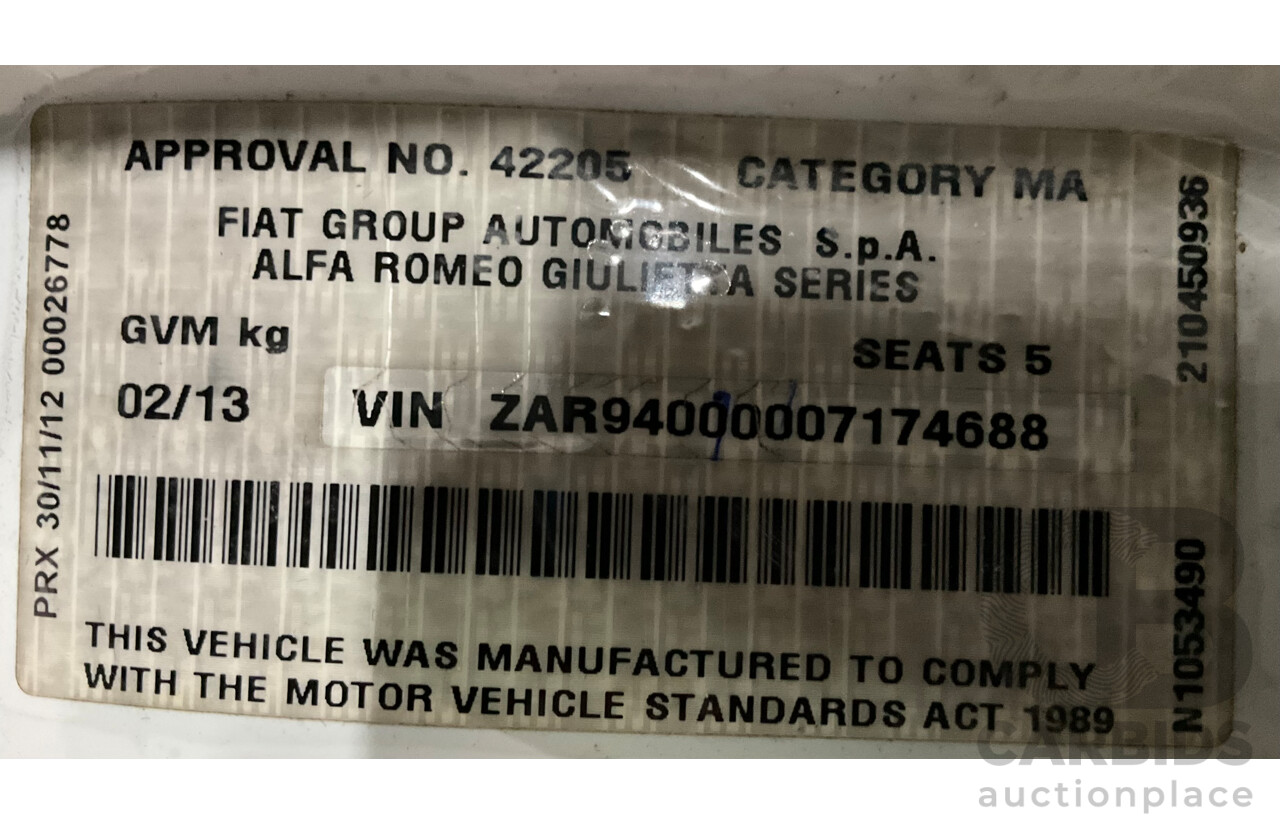 APPROVAL NO. 42205 CATEGORY MA
FIAT GROUP AUTOMOBILES S.p.A.
ALFA ROMEO GIULIETTA SERIES
GVM kg SEATS 5
02/13 VIN ZAR94000007174688
THIS VEHICLE WAS MANUFACTURED TO COMPLY
WITH THE MOTOR VEHICLE STANDARDS ACT 1989
PRX 30/11/12 00026778
210450936
N1053490
CARBIDS
auctionplace